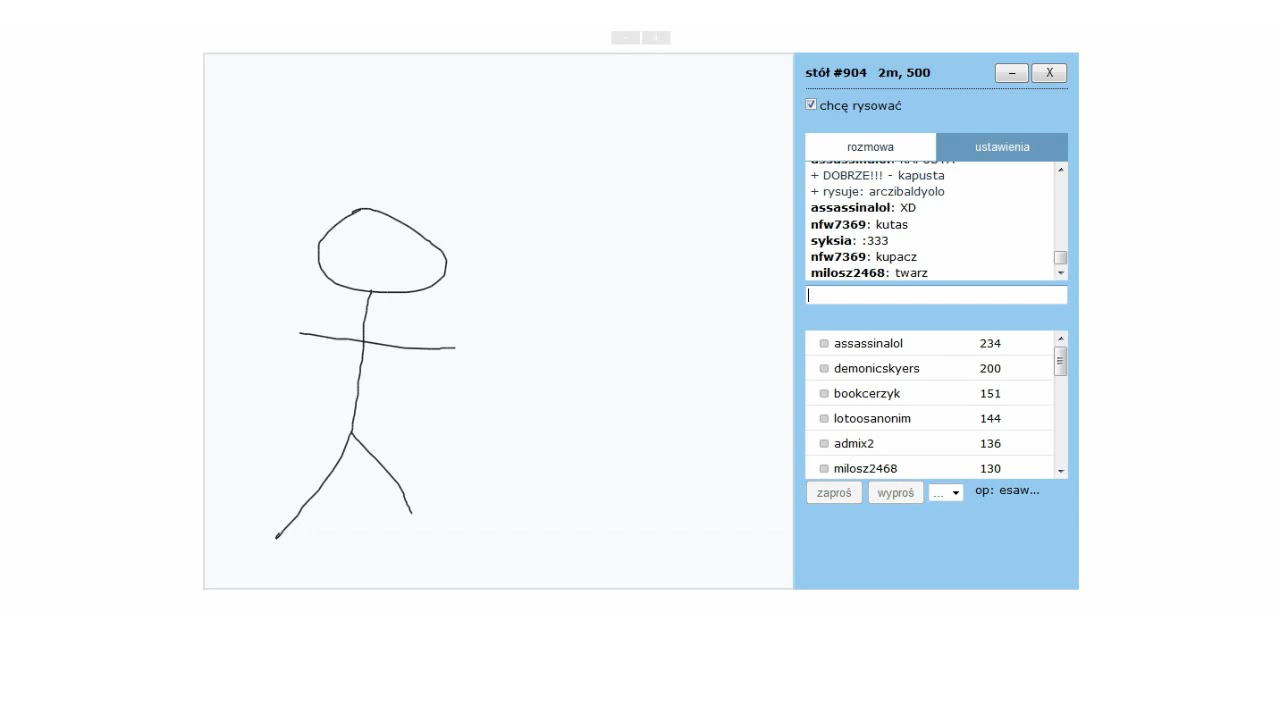 stół #904 2m, 500
– X
chcę rysować
rozmowa ustawienia
assassinalol: KAPUSTA
+ DOBRZE!!! - kapusta
+ rysuje: arczibaldyolo
assassinalol: XD
nfw7369: kutas
syksia: :333
nfw7369: kupacz
milosz2468: twarz
assassinalol 234
demonicskyers 200
bookcerzyk 151
lotoosanonim 144
admix2 136
milosz2468 130
zaproś wyproś ... op: esaw...